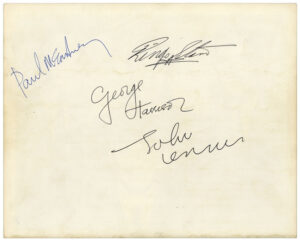 Paul McCartney
Ringo Starr
George
Harrison
John
Lennon